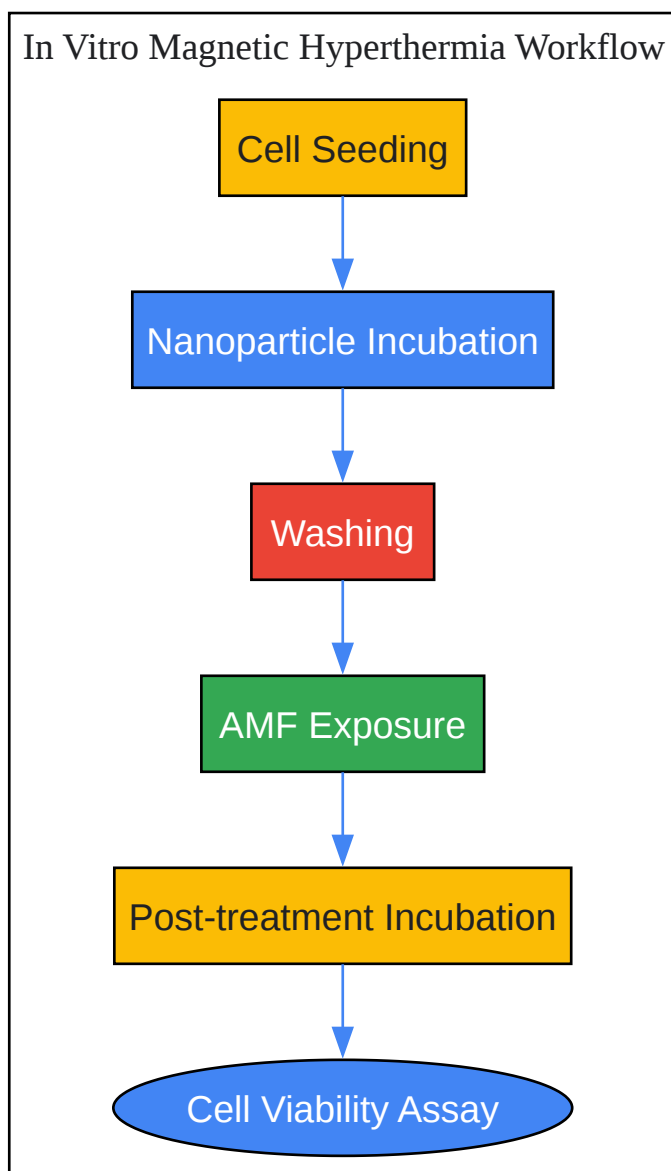 In Vitro Magnetic Hyperthermia Workflow
Cell Seeding
Nanoparticle Incubation
Washing
AMF Exposure
Post-treatment Incubation
Cell Viability Assay